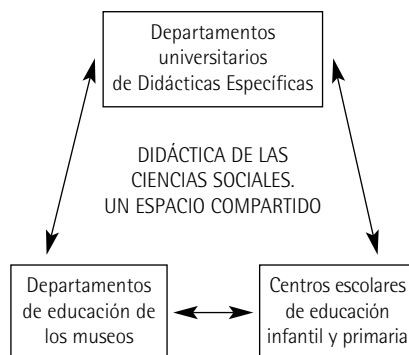 Departamentos
universitarios
de Didácticas Específicas
DIDÁCTICA DE LAS
CIENCIAS SOCIALES.
UN ESPACIO COMPARTIDO
Departamentos
de educación de
los museos
Centros escolares
de educación
infantil y primaria